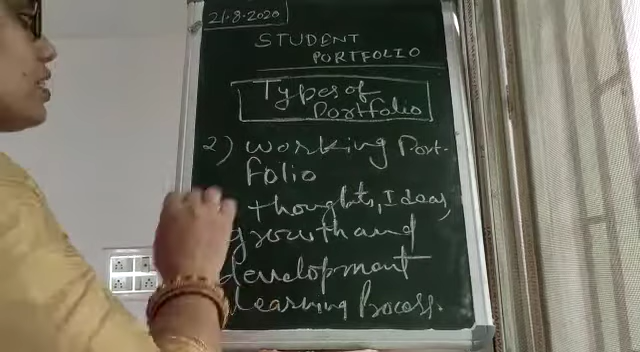 21.8.2020
STUDENT
PORTFOLIO
Types of
Portfolio
2) Working Port-
folio
thoughts, Ideas,
growth and
development
learning Process.